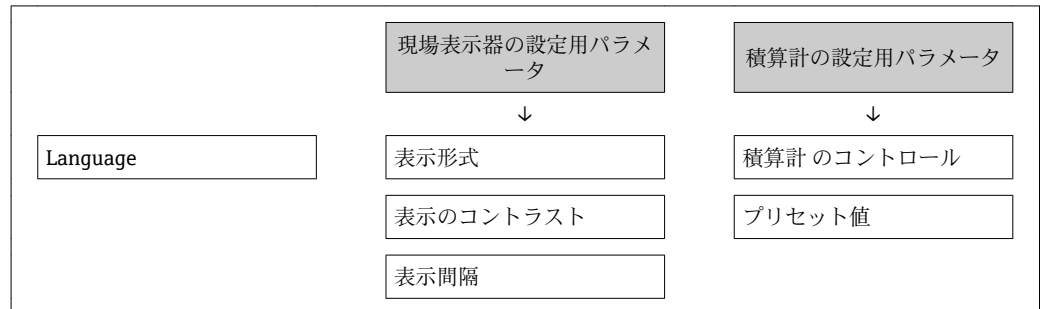 現場表示器の設定用パラメ
ータ
積算計の設定用パラメータ
↓
↓
Language
表示形式
積算計 のコントロール
表示のコントラスト
プリセット値
表示間隔